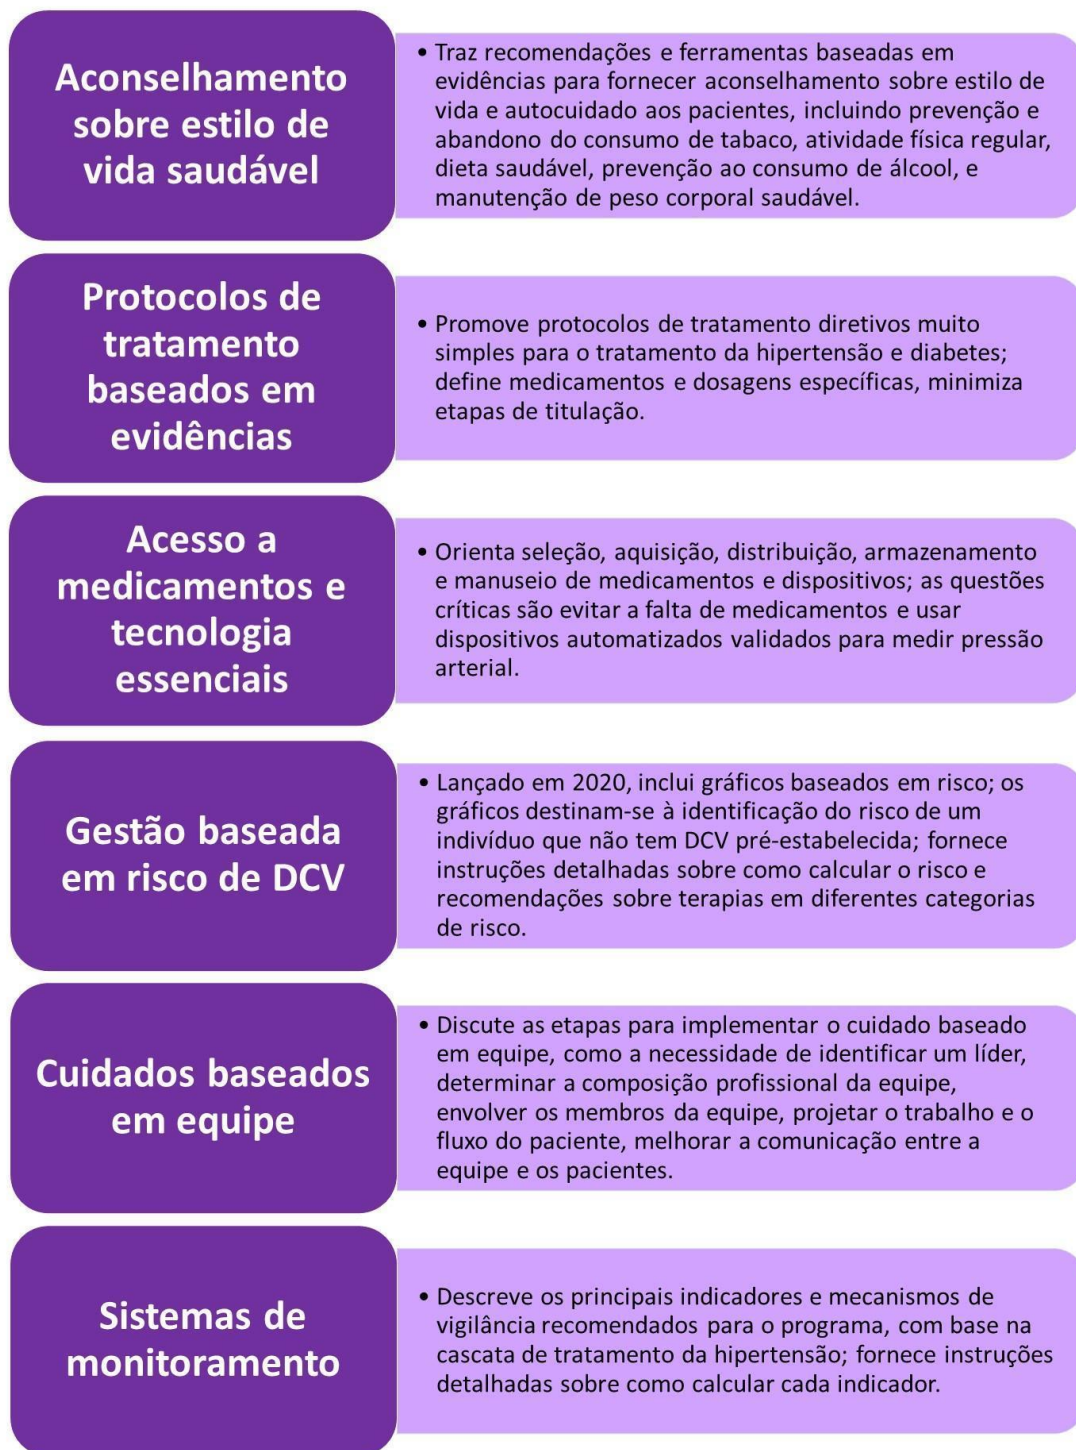 Aconselhamento
sobre estilo de
vida saudável
• Traz recomendações e ferramentas baseadas em
evidências para fornecer aconselhamento sobre estilo de
vida e autocuidado aos pacientes, incluindo prevenção e
abandono do consumo de tabaco, atividade física regular,
dieta saudável, prevenção ao consumo de álcool, e
manutenção de peso corporal saudável.
Protocolos de
tratamento
baseados em
evidências
• Promove protocolos de tratamento diretivos muito
simples para o tratamento da hipertensão e diabetes;
define medicamentos e dosagens específicas, minimiza
etapas de titulação.
Acesso a
medicamentos e
tecnologia
essenciais
• Orienta seleção, aquisição, distribuição, armazenamento
e manuseio de medicamentos e dispositivos; as questões
críticas são evitar a falta de medicamentos e usar
dispositivos automatizados validados para medir pressão
arterial.
Gestão baseada
em risco de DCV
• Lançado em 2020, inclui gráficos baseados em risco; os
gráficos destinam-se à identificação do risco de um
indivíduo que não tem DCV pré-estabelecida; fornece
instruções detalhadas sobre como calcular o risco e
recomendações sobre terapias em diferentes categorias
de risco.
Cuidados baseados
em equipe
• Discute as etapas para implementar o cuidado baseado
em equipe, como a necessidade de identificar um líder,
determinar a composição profissional da equipe,
envolver os membros da equipe, projetar o trabalho e o
fluxo do paciente, melhorar a comunicação entre a
equipe e os pacientes.
Sistemas de
monitoramento
• Descreve os principais indicadores e mecanismos de
vigilância recomendados para o programa, com base na
cascata de tratamento da hipertensão; fornece instruções
detalhadas sobre como calcular cada indicador.